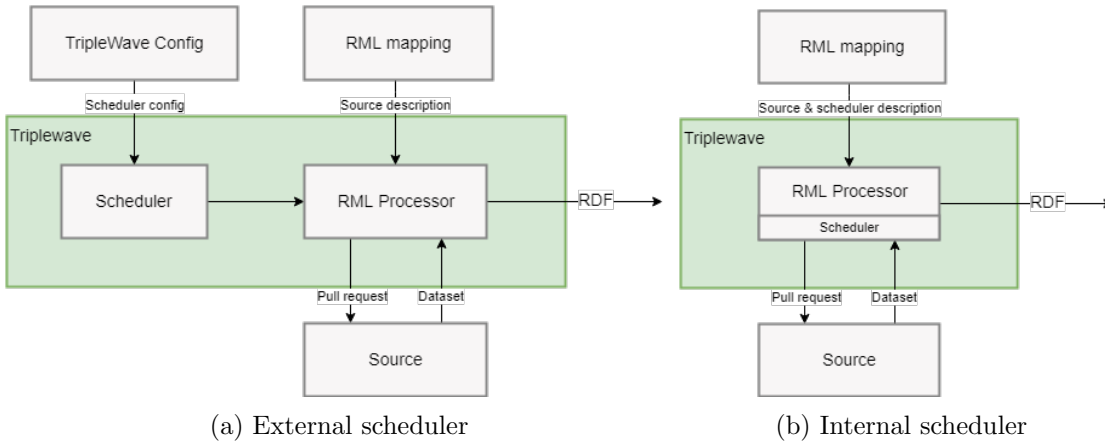 TripleWave Config
RML mapping
Scheduler config
Source description
Triplewave
Scheduler
RML Processor
RDF
Pull request
Dataset
Source
(a) External scheduler
RML mapping
Source & scheduler description
Triplewave
RML Processor
Scheduler
RDF
Pull request
Dataset
Source
(b) Internal scheduler